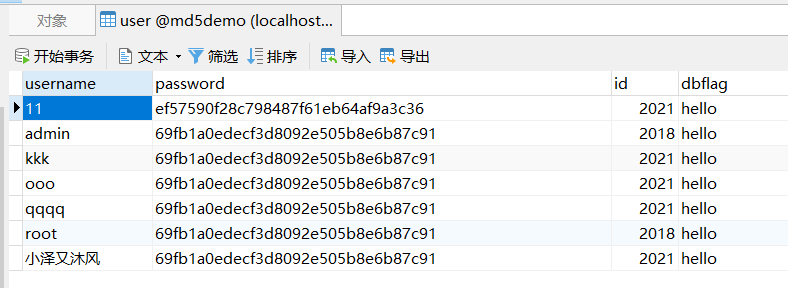 对象 user @md5demo (localhost...
开始事务 文本 筛选 排序 导入 导出
username password id dbflag
11 ef57590f28c798487f61eb64af9a3c36 2021 hello
admin 69fb1a0edecf3d8092e505b8e6b87c91 2018 hello
kkk 69fb1a0edecf3d8092e505b8e6b87c91 2021 hello
ooo 69fb1a0edecf3d8092e505b8e6b87c91 2021 hello
qqqq 69fb1a0edecf3d8092e505b8e6b87c91 2021 hello
root 69fb1a0edecf3d8092e505b8e6b87c91 2018 hello
小泽又沐风 69fb1a0edecf3d8092e505b8e6b87c91 2021 hello